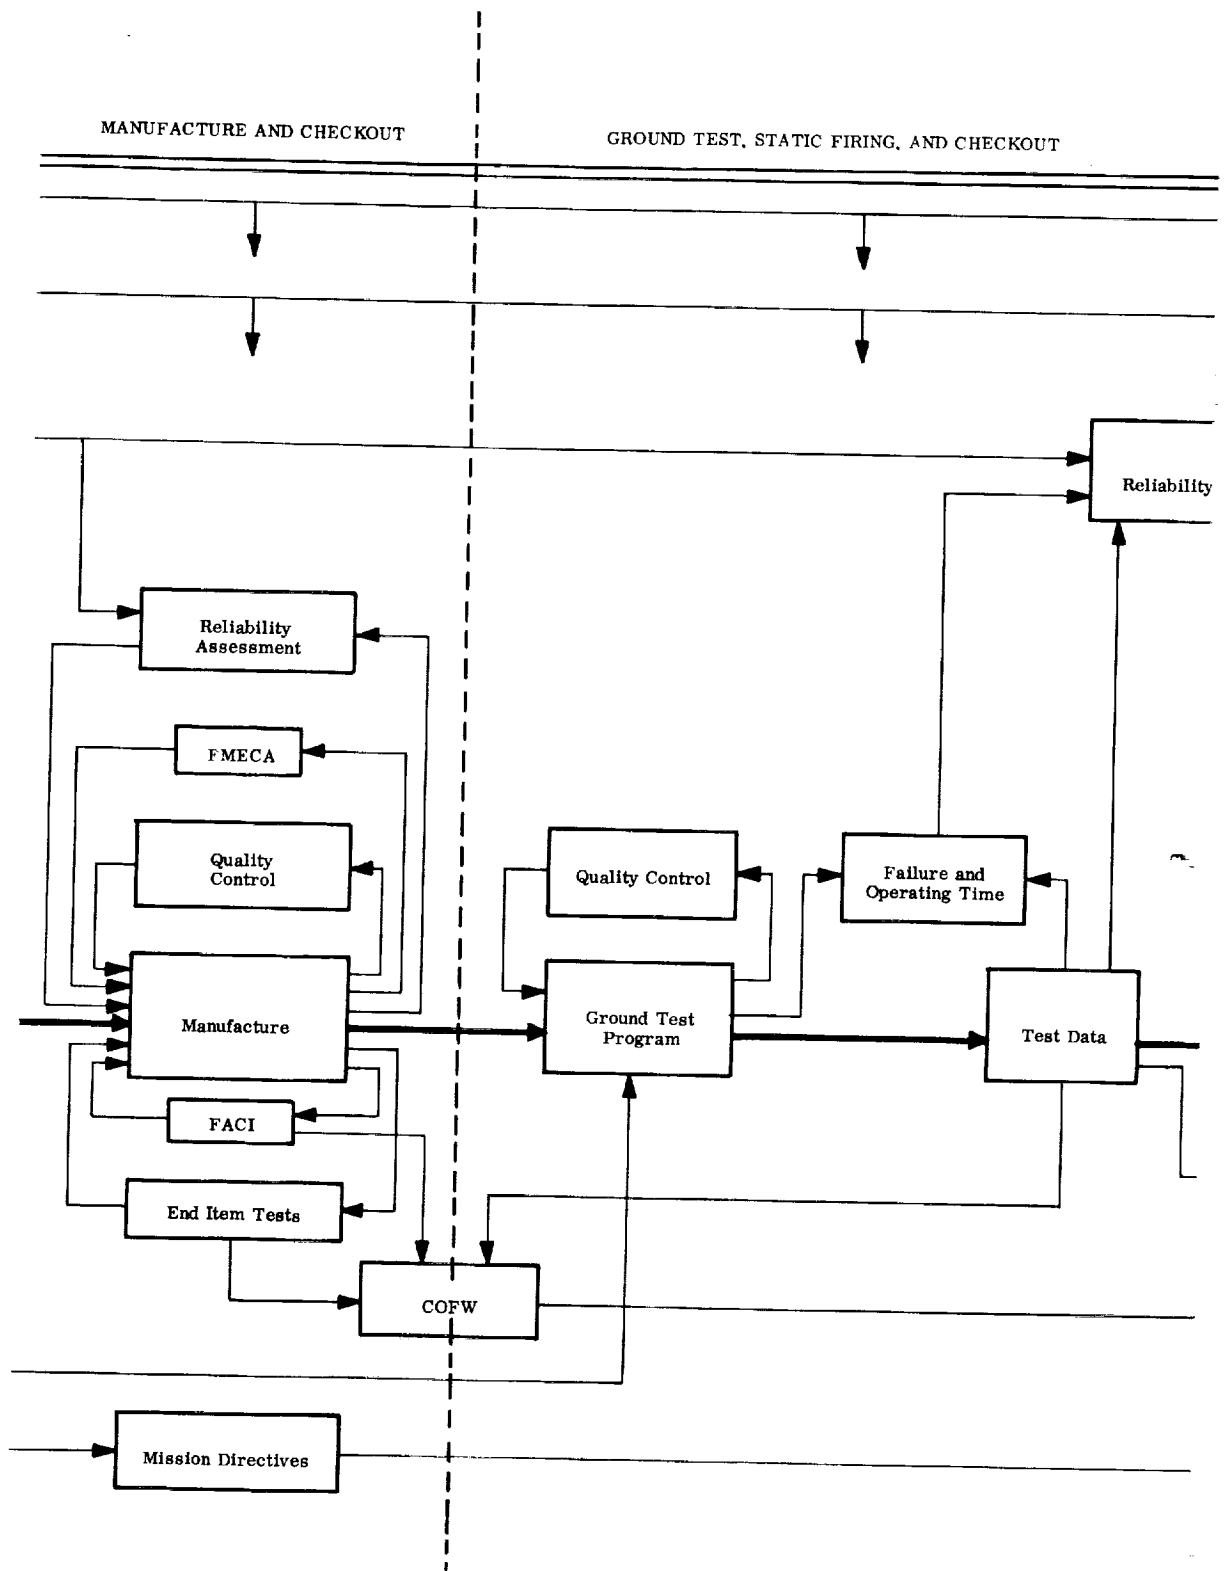 MANUFACTURE AND CHECKOUT
GROUND TEST, STATIC FIRING, AND CHECKOUT
Reliability
Reliability
Assessment
FMECA
Quality
Control
Quality Control
Failure and
Operating Time
Manufacture
Ground Test
Program
Test Data
FACI
End Item Tests
COFW
Mission Directives